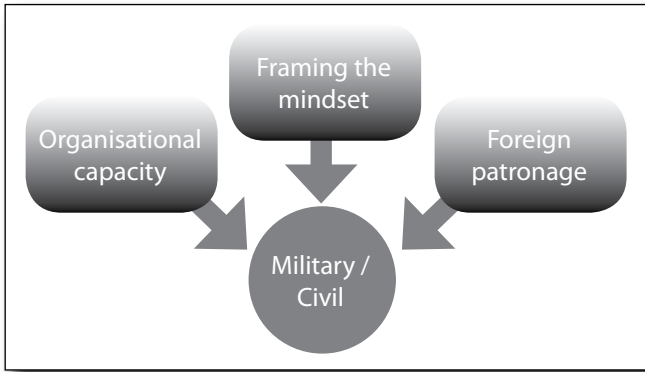 Framing the
mindset
Organisational
capacity
Foreign
patronage
Military /
Civil